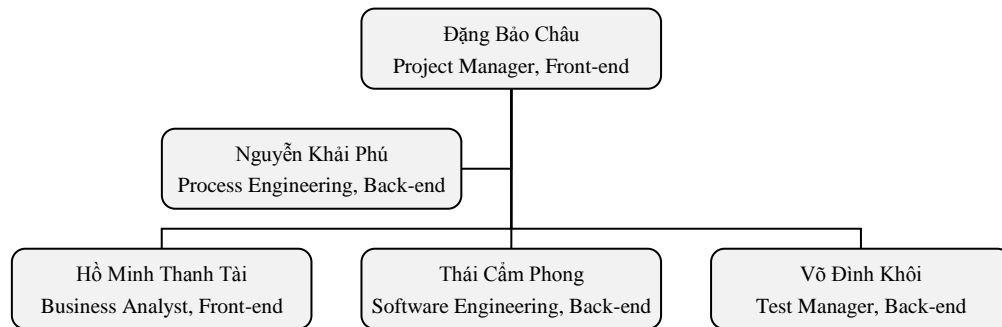 Đặng Bảo Châu
Project Manager, Front-end
Nguyễn Khải Phú
Process Engineering, Back-end
Hồ Minh Thanh Tài
Business Analyst, Front-end
Thái Cẩm Phong
Software Engineering, Back-end
Võ Đình Khôi
Test Manager, Back-end